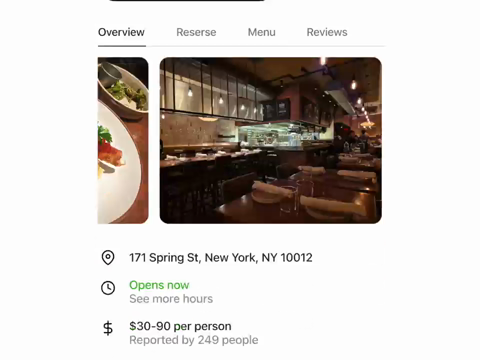 Overview Reserse Menu Reviews
171 Spring St, New York, NY 10012
Opens now
See more hours
$30-90 per person
Reported by 249 people